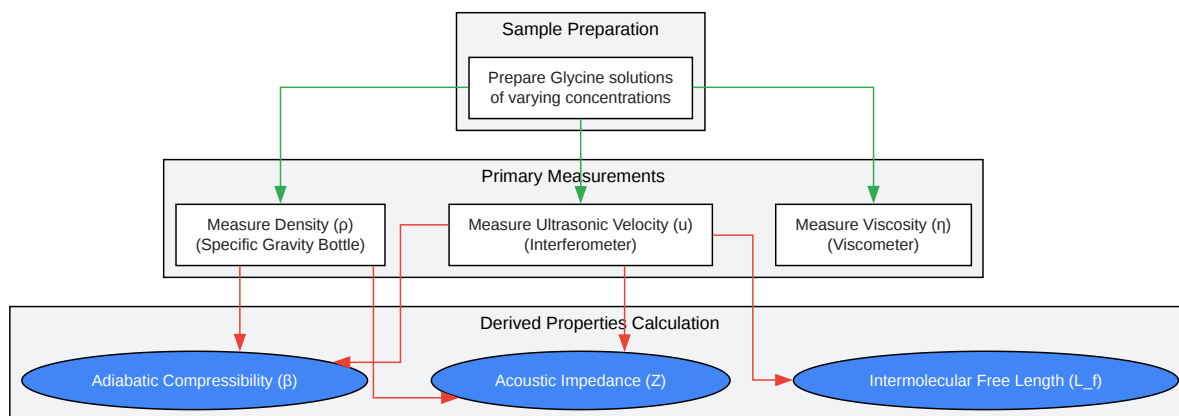 Sample Preparation
Prepare Glycine solutions
of varying concentrations
Primary Measurements
Measure Density (ρ)
(Specific Gravity Bottle)
Measure Ultrasonic Velocity (u)
(Interferometer)
Measure Viscosity (η)
(Viscometer)
Derived Properties Calculation
Adiabatic Compressibility (β)
Acoustic Impedance (Z)
Intermolecular Free Length (L_f)